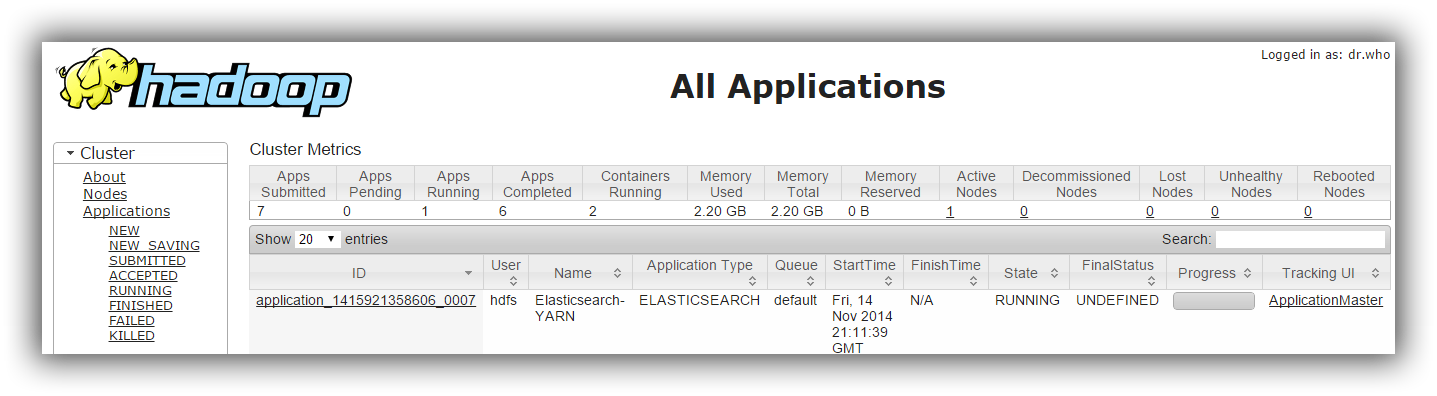 Logged in as: dr.who
hadoop
All Applications
Cluster
About
Nodes
Applications
NEW
NEW_SAVING
SUBMITTED
ACCEPTED
RUNNING
FINISHED
FAILED
KILLED
Cluster Metrics
Apps Submitted Apps Pending Apps Running Apps Completed Containers Running Memory Used Memory Total Memory Reserved Active Nodes Decommissioned Nodes Lost Nodes Unhealthy Nodes Rebooted Nodes
7 0 1 6 2 2.20 GB 2.20 GB 0 B 1 0 0 0 0
Show 20 entries Search:
ID User Name Application Type Queue StartTime FinishTime State FinalStatus Progress Tracking UI
application_1415921358606_0007 hdfs Elasticsearch-YARN ELASTICSEARCH default Fri, 14 Nov 2014 21:11:39 GMT N/A RUNNING UNDEFINED ApplicationMaster